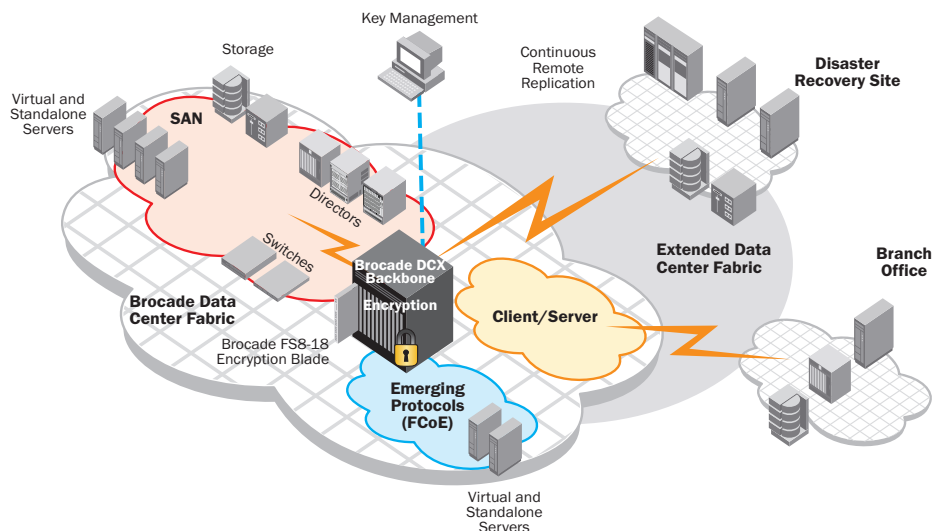 Key Management
Storage
Continuous
Remote
Replication
Disaster
Recovery Site
Virtual and
Standalone
Servers
SAN
Directors
Switches
Extended Data
Center Fabric
Branch
Office
Brocade DCX
Backbone
Encryption
Brocade Data
Center Fabric
Client/Server
Brocade FS8-18
Encryption Blade
Emerging
Protocols
(FCoE)
Virtual and
Standalone
Servers